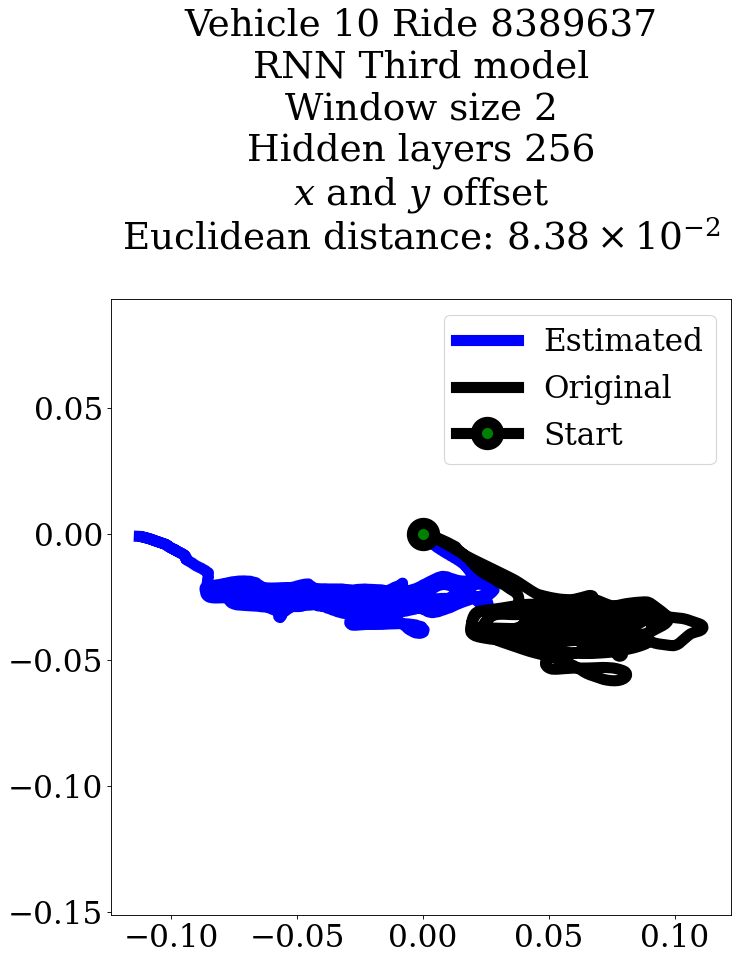 Vehicle 10 Ride 8389637
RNN Third model
Window size 2
Hidden layers 256
x and y offset
Euclidean distance: 8.38 × 10⁻²
Estimated
Original
Start
0.05
0.00
−0.05
−0.10
−0.15
−0.10 −0.05 0.00 0.05 0.10